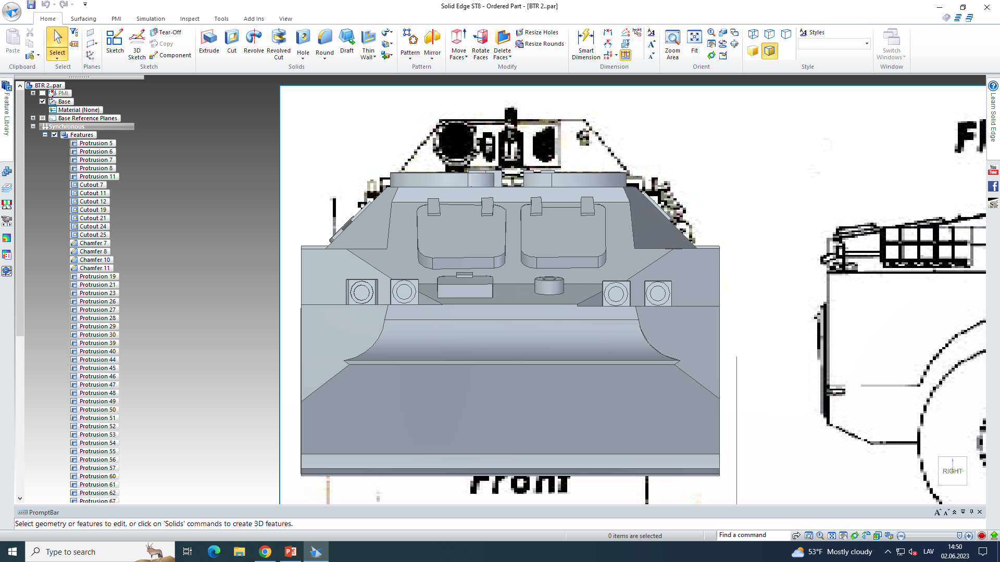 Solid Edge ST8 - Ordered Part - [BTR 2..par]
Home
Surfacing
PMI
Simulation
Inspect
Tools
Add Ins
View
Paste
Clipboard
Select
Select
Planes
Sketch
3D Sketch
Tear-Off
Copy
Component
Sketch
Extrude
Cut
Revolve
Revolved Cut
Hole
Round
Draft
Thin Wall
Solids
Pattern
Mirror
Pattern
Move Faces
Rotate Faces
Delete Faces
Resize Holes
Resize Rounds
Modify
Smart Dimension
Dimension
Zoom Area
Fit
Orient
Styles
Style
Switch Windows
Window
Feature Library
BTR 2..par
PMI
Base
Material (None)
Base Reference Planes
Synchronous
Features
Protrusion 5
Protrusion 6
Protrusion 7
Protrusion 8
Protrusion 11
Cutout 7
Cutout 11
Cutout 12
Cutout 19
Cutout 21
Cutout 24
Cutout 25
Chamfer 7
Chamfer 8
Chamfer 10
Chamfer 11
Protrusion 19
Protrusion 21
Protrusion 23
Protrusion 26
Protrusion 27
Protrusion 28
Protrusion 29
Protrusion 30
Protrusion 39
Protrusion 40
Protrusion 44
Protrusion 45
Protrusion 46
Protrusion 47
Protrusion 48
Protrusion 49
Protrusion 50
Protrusion 51
Protrusion 52
Protrusion 53
Protrusion 54
Protrusion 55
Protrusion 56
Protrusion 57
Protrusion 60
Protrusion 61
Protrusion 62
Protrusion 67
Front
RIGHT
Learn Solid Edge
You Tube
PromptBar
Select geometry or features to edit, or click on 'Solids' commands to create 3D features.
0 items are selected
Find a command
Type to search
53°F Mostly cloudy
LAV
14:50
02.06.2023